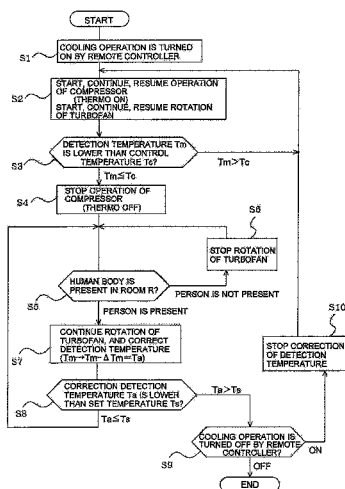 START
S1
COOLING OPERATION IS TURNED
ON BY REMOTE CONTROLLER
S2
START, CONTINUE, RESUME OPERATION
OF COMPRESSOR
(THERMO ON)
START, CONTINUE, RESUME ROTATION
OF TURBOFAN
S3
DETECTION TEMPERATURE Tm
IS LOWER THAN CONTROL
TEMPERATURE Tc?
Tm>Tc
Tm≦Tc
S4
STOP OPERATION OF
COMPRESSOR
(THERMO OFF)
S6
STOP ROTATION
OF TURBOFAN
S5
HUMAN BODY IS
PRESENT IN ROOM R?
PERSON IS NOT PRESENT
PERSON IS PRESENT
S7
CONTINUE ROTATION OF
TURBOFAN, AND CORRECT
DETECTION TEMPERATURE
(Tm→Tm-ΔTm=Ta)
S10
STOP CORRECTION
OF DETECTION
TEMPERATURE
S8
CORRECTION DETECTION
TEMPERATURE Ta IS LOWER
THAN SET TEMPERATURE Ts?
Ta>Ts
Ta≦Ts
S9
COOLING OPERATION IS
TURNED OFF BY REMOTE
CONTROLLER?
ON
OFF
END